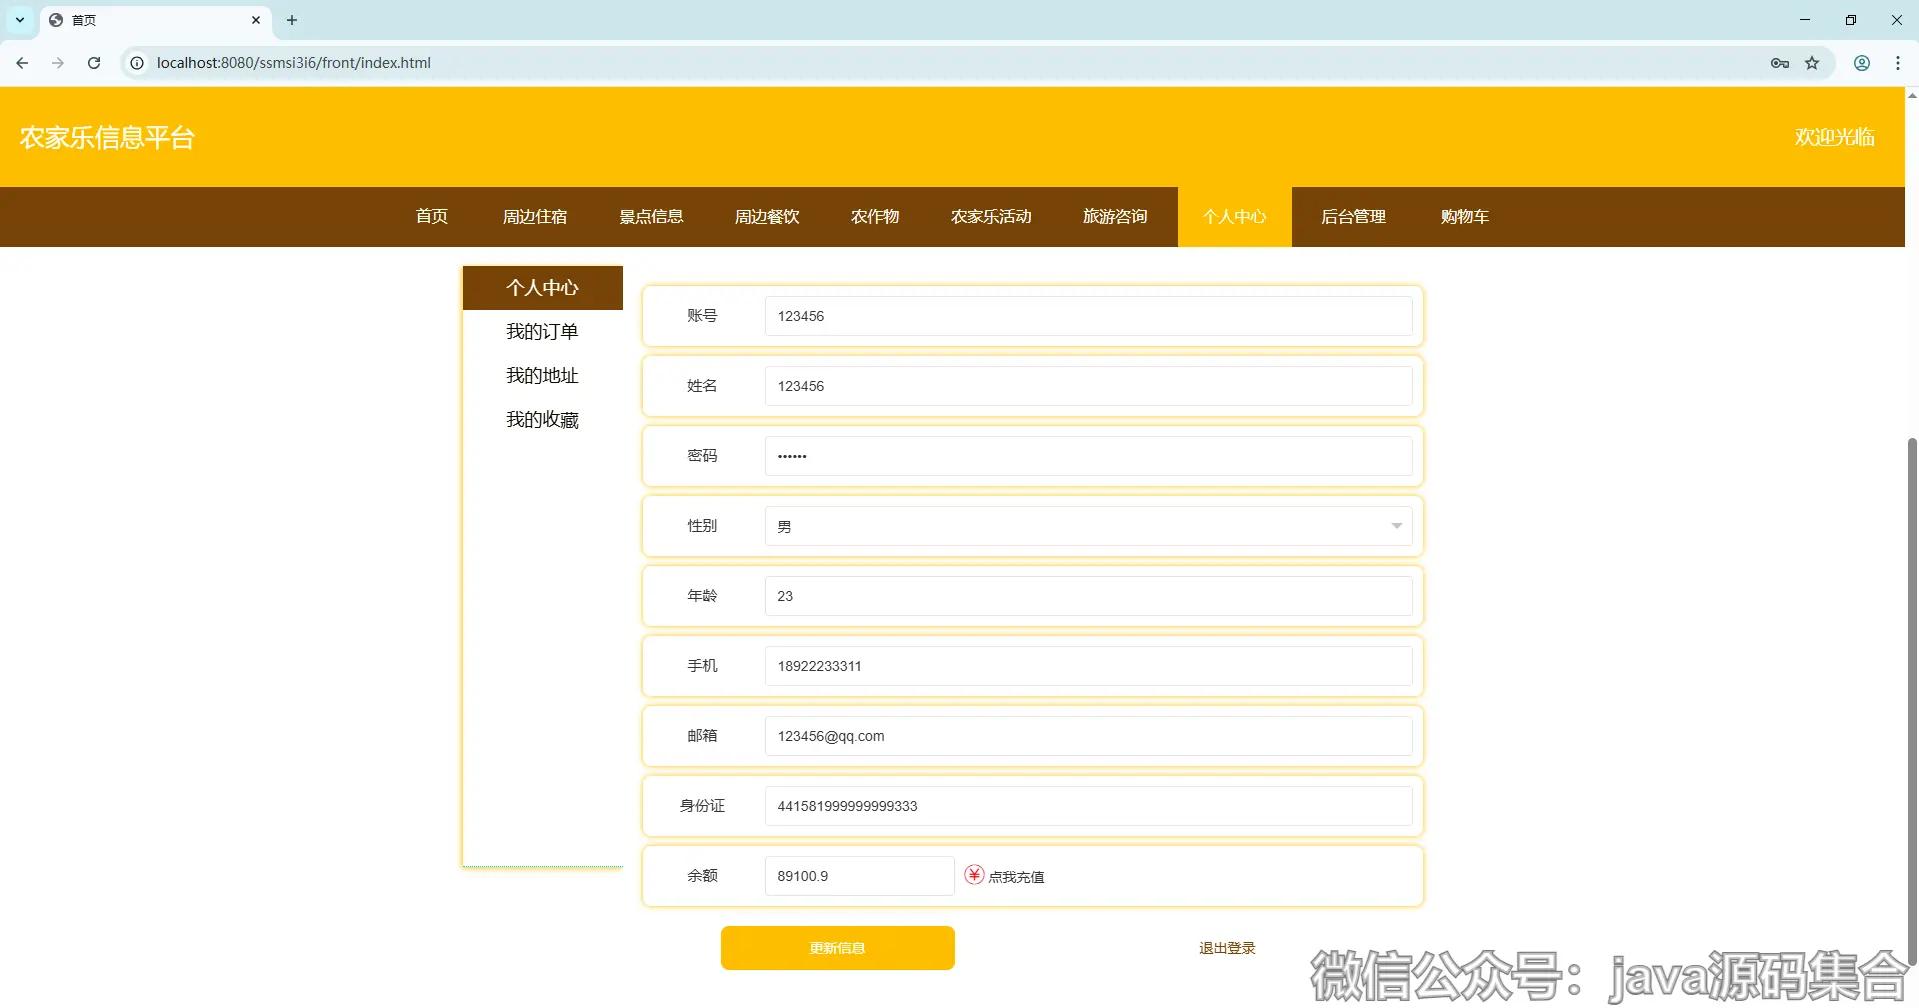 首页
localhost:8080/ssmsi3i6/front/index.html
农家乐信息平台
欢迎光临
首页 周边住宿 景点信息 周边餐饮 农作物 农家乐活动 旅游咨询 个人中心 后台管理 购物车
个人中心
我的订单
我的地址
我的收藏
账号 123456
姓名 123456
密码 ••••••
性别 男
年龄 23
手机 18922233311
邮箱 123456@qq.com
身份证 441581999999999333
余额 89100.9 点我充值
更新信息 退出登录
微信公众号：java源码集合